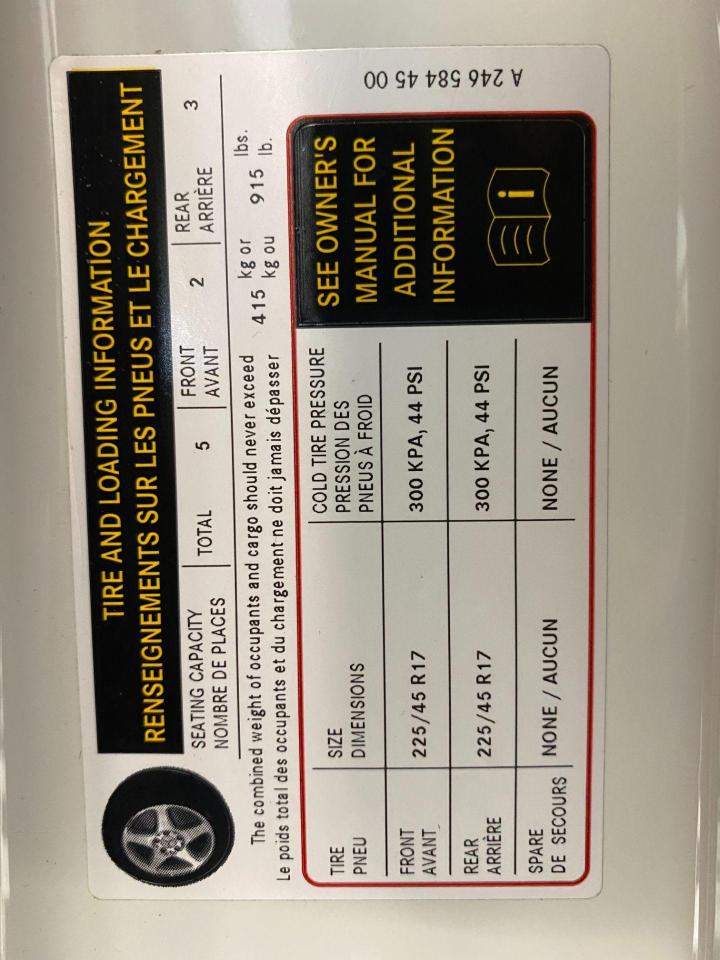 TIRE AND LOADING INFORMATION
RENSEIGNEMENTS SUR LES PNEUS ET LE CHARGEMENT
SEATING CAPACITY
NOMBRE DE PLACES
TOTAL 5
FRONT
AVANT
2
REAR
ARRIÈRE
3
The combined weight of occupants and cargo should never exceed 415 kg or 915 lbs.
Le poids total des occupants et du chargement ne doit jamais dépasser kg ou lb.
TIRE
PNEU
SIZE
DIMENSIONS
COLD TIRE PRESSURE
PRESSION DES
PNEUS À FROID
FRONT
AVANT
225/45 R17
300 KPA, 44 PSI
REAR
ARRIÈRE
225/45 R17
300 KPA, 44 PSI
SPARE
DE SECOURS
NONE / AUCUN
NONE / AUCUN
SEE OWNER'S
MANUAL FOR
ADDITIONAL
INFORMATION
i
A 246 584 45 00